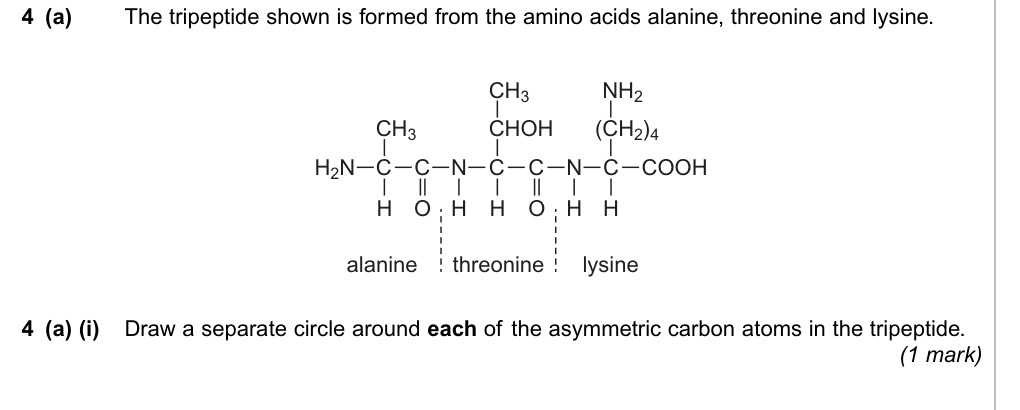 4 (a) The tripeptide shown is formed from the amino acids alanine, threonine and lysine.
CH3 NH2
CH3 CHOH (CH2)4
H2N–C–C–N–C–C–N–C–COOH
H O H H O H H
alanine threonine lysine
4 (a) (i) Draw a separate circle around each of the asymmetric carbon atoms in the tripeptide.
(1 mark)